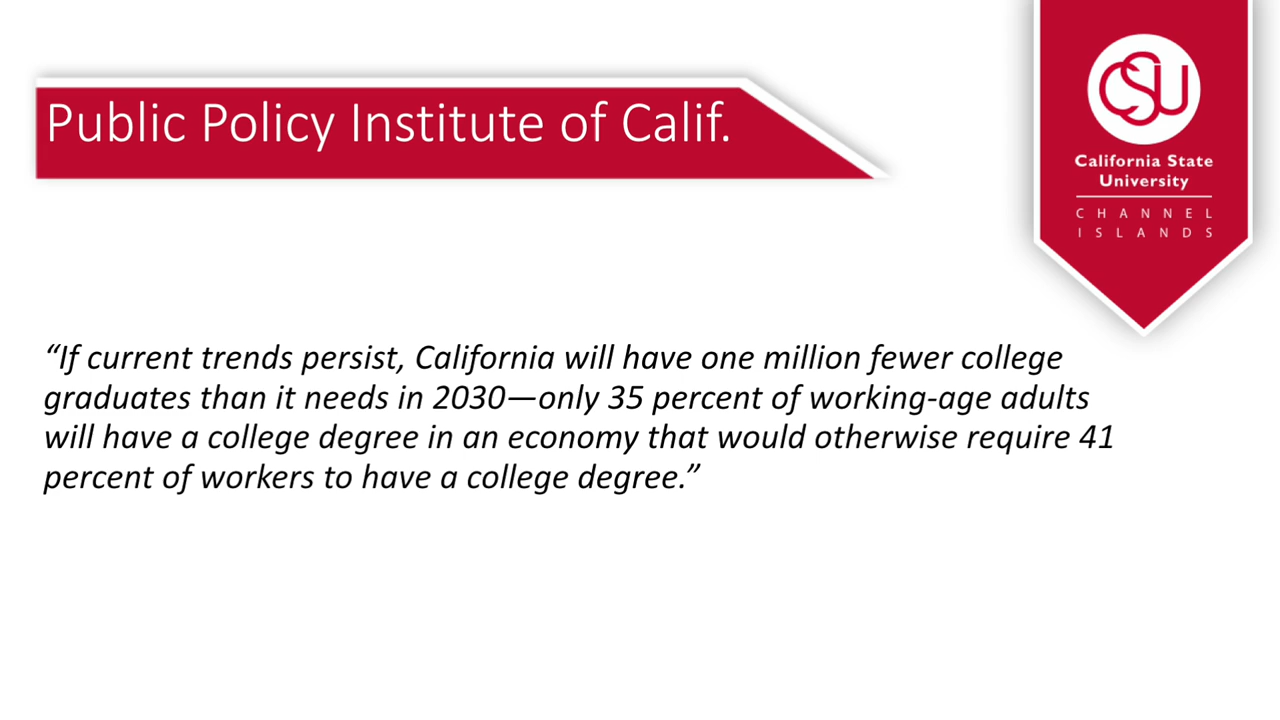 Public Policy Institute of Calif.
CSU
California State
University
CHANNEL
ISLANDS
“If current trends persist, California will have one million fewer college
graduates than it needs in 2030—only 35 percent of working-age adults
will have a college degree in an economy that would otherwise require 41
percent of workers to have a college degree.”